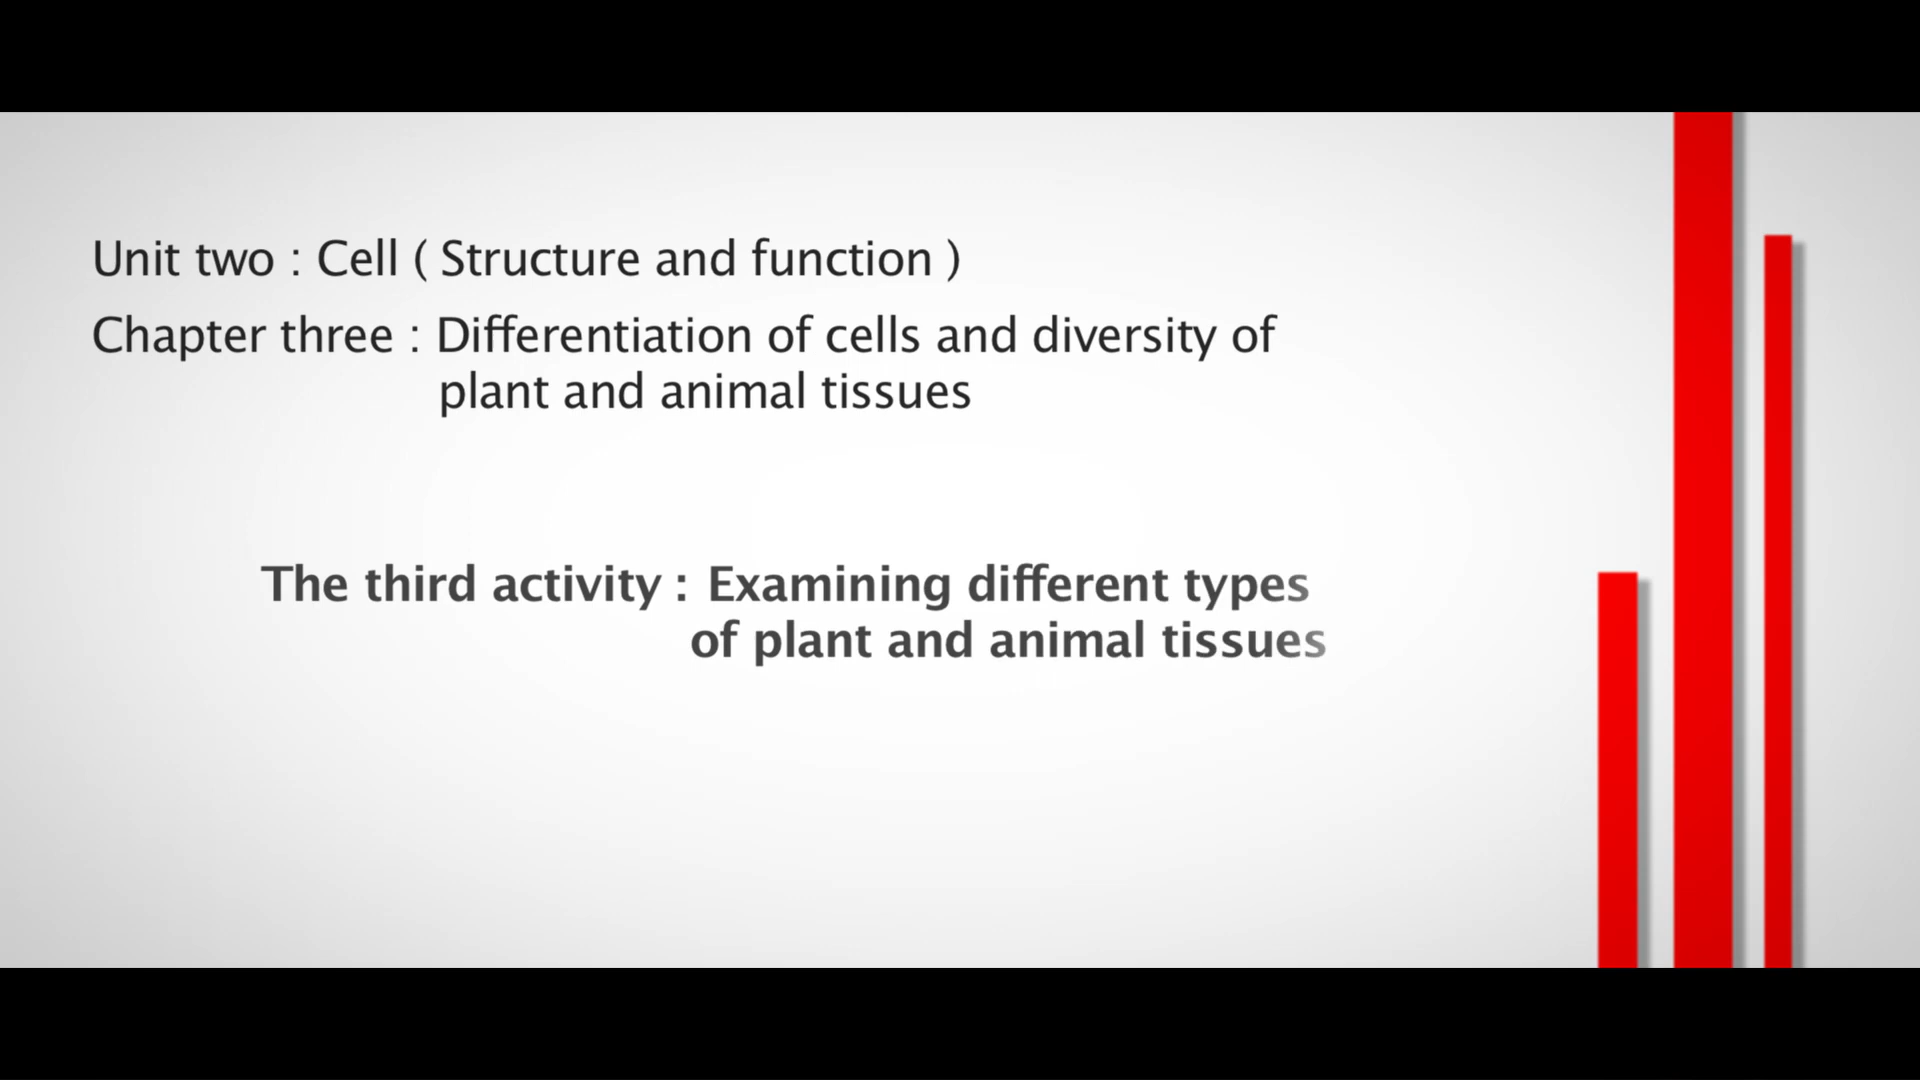 Unit two : Cell ( Structure and function )
Chapter three : Differentiation of cells and diversity of
plant and animal tissues
The third activity : Examining different types
of plant and animal tissues